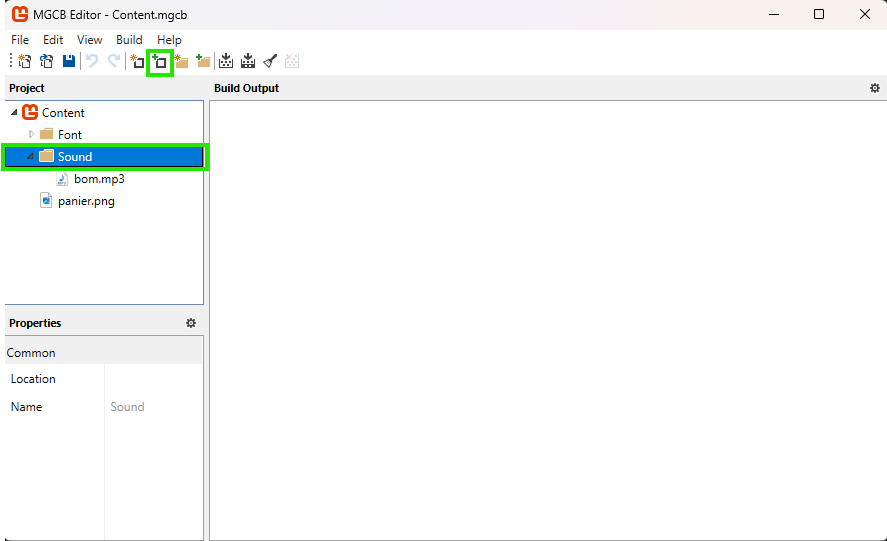 MGCB Editor - Content.mgcb
File Edit View Build Help
Project
Build Output
Content
Font
Sound
bom.mp3
panier.png
Properties
Common
Location
Name Sound